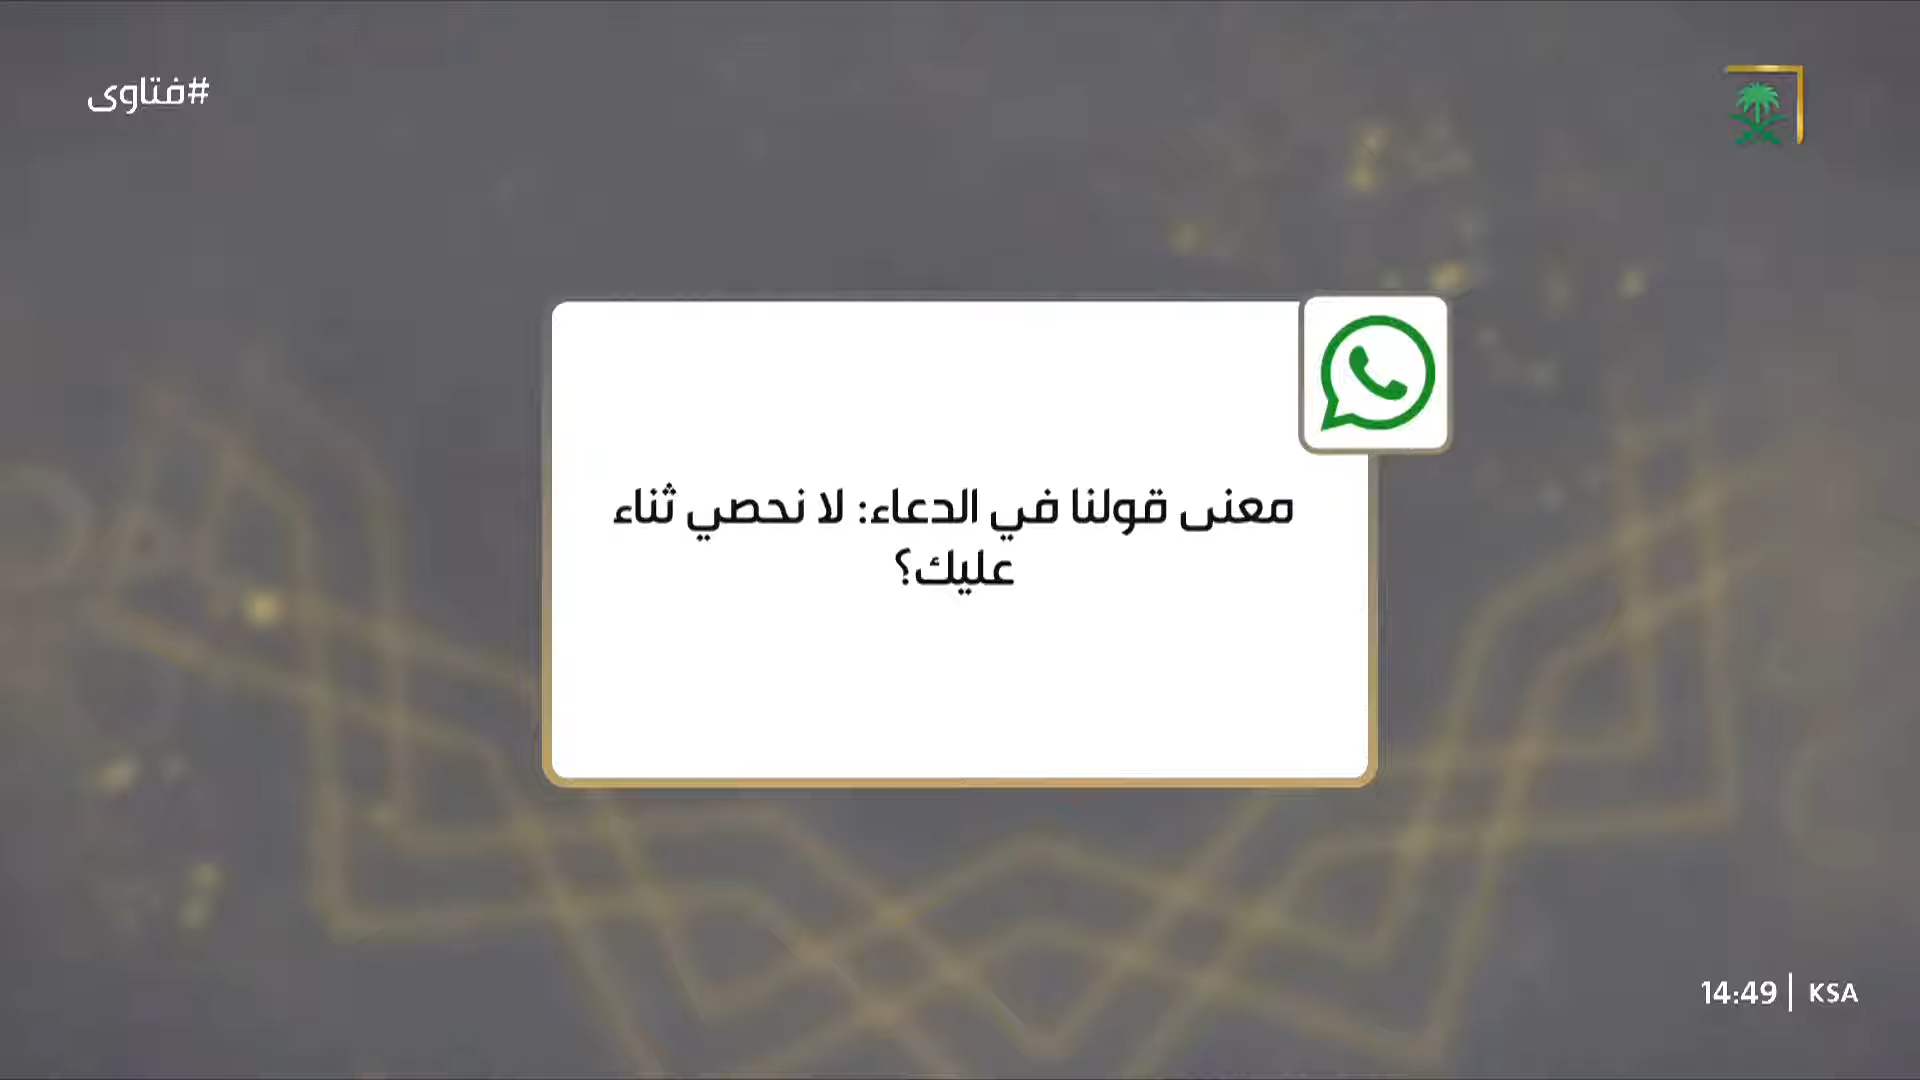 #فتاوى
معنى قولنا في الدعاء: لا نحصي ثناء
عليك؟
14:49 | KSA